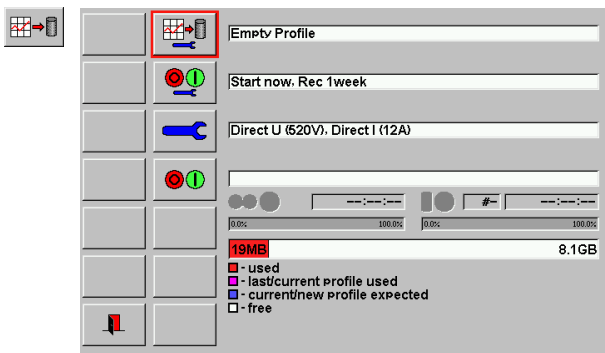 Empty Profile
Start now, Rec 1week
Direct U (520V), Direct I (12A)
--:--:-- #- --:--:--
0.0% 100.0% 0.0% 100.0%
19MB 8.1GB
- used
- last/current profile used
- current/new profile expected
- free